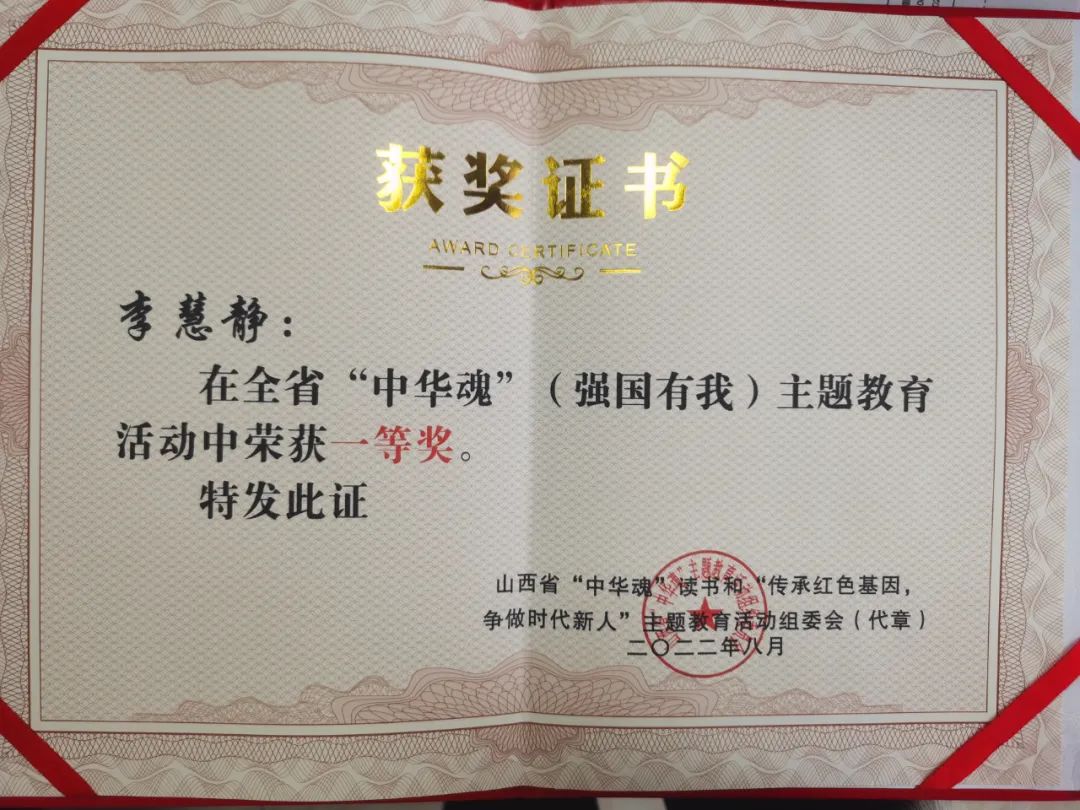 获奖证书
AWARD CERTIFICATE
李慧静：
在全省“中华魂”（强国有我）主题教育
活动中荣获一等奖。
特发此证
山西省“中华魂”读书和“传承红色基因，
争做时代新人”主题教育活动组委会（代章）
二〇二二年八月